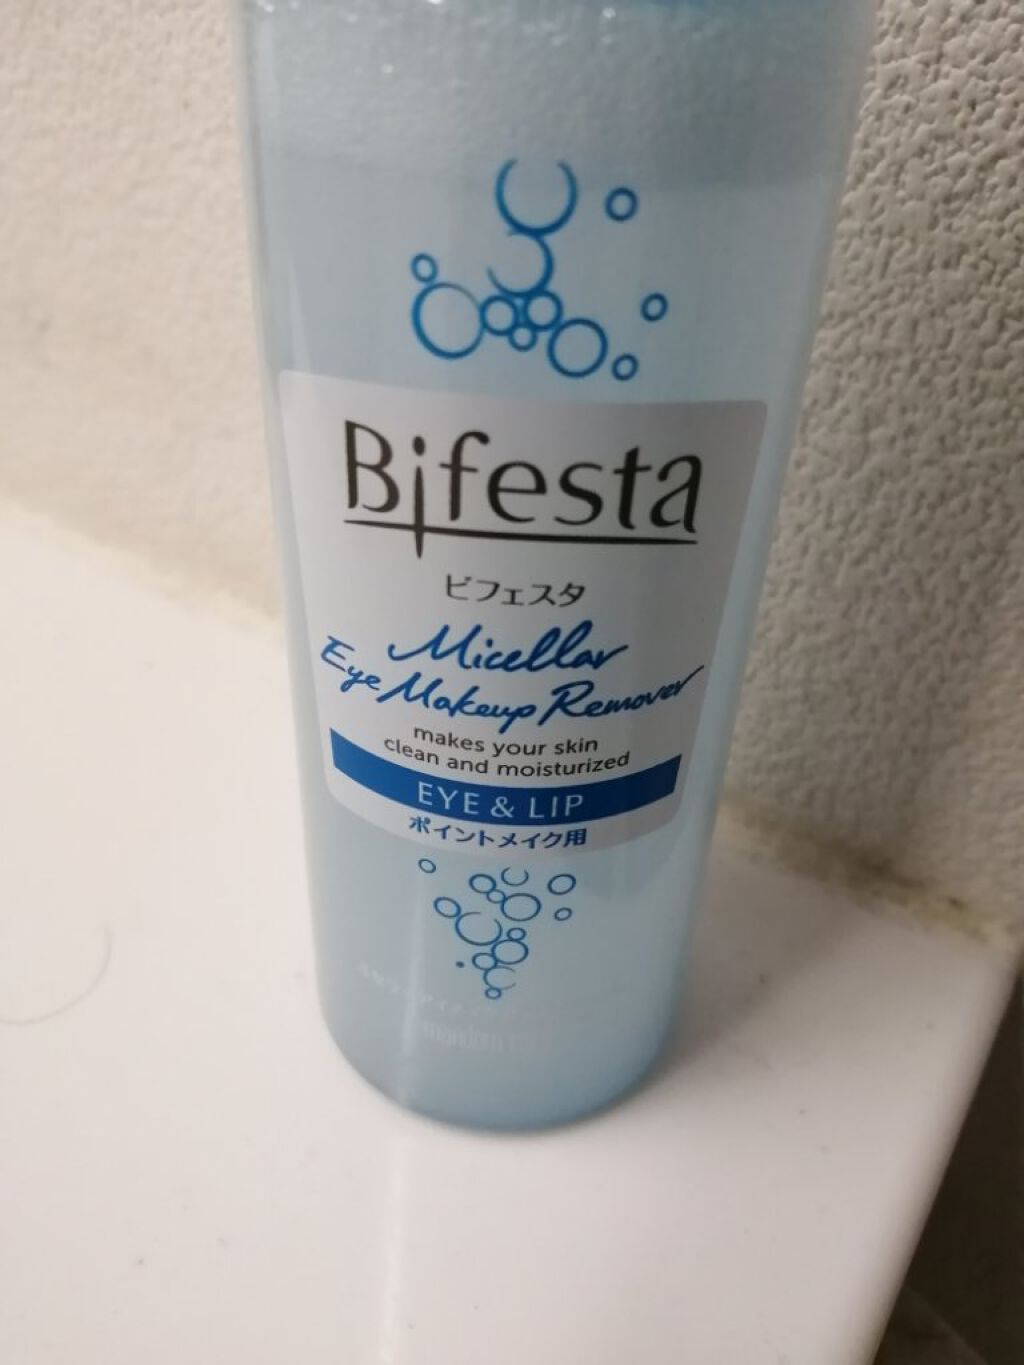 Bifesta
ビフェスタ
Micellar
Eye Makeup Remover
makes your skin
clean and moisturized
EYE & LIP
ポイントメイク用
mandom